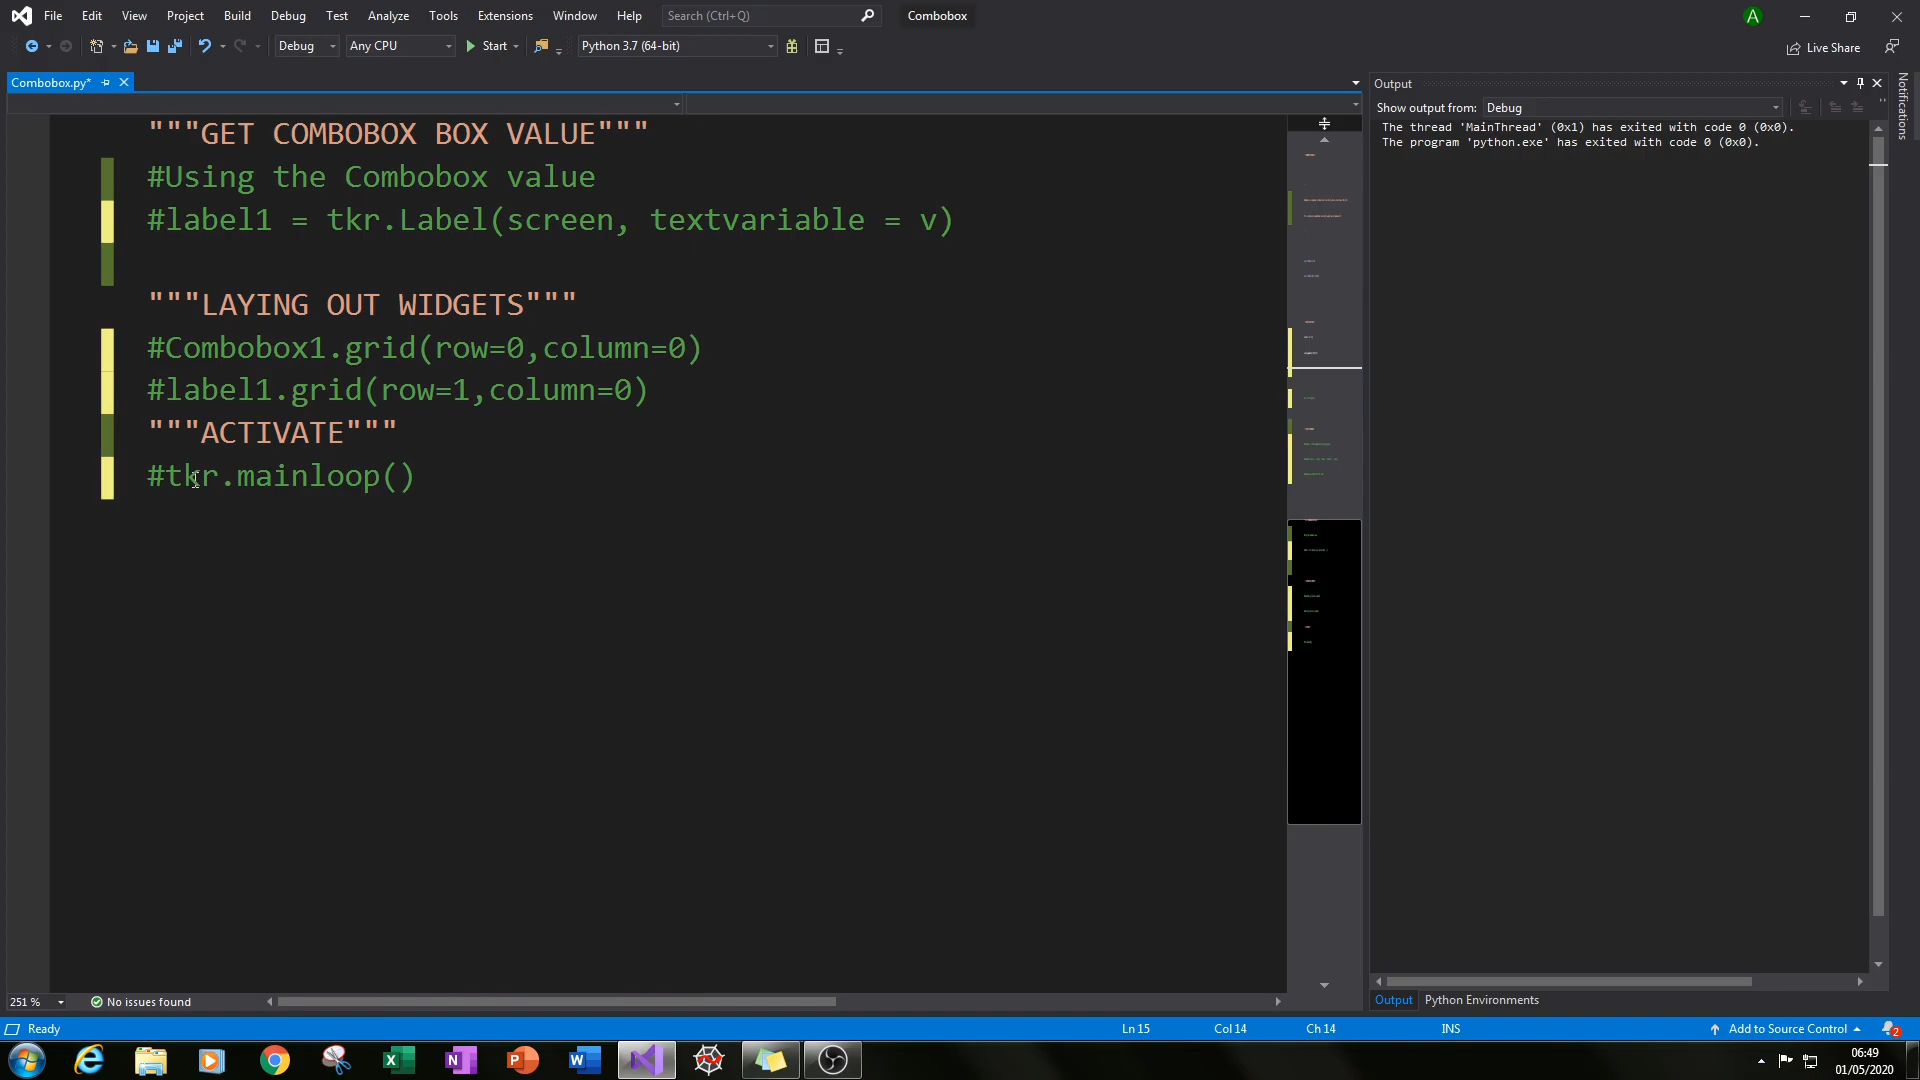 File Edit View Project Build Debug Test Analyze Tools Extensions Window Help Search (Ctrl+Q) Combobox A
Debug Any CPU Start Python 3.7 (64-bit) Live Share
Combobox.py*
"""GET COMBOBOX BOX VALUE"""
#Using the Combobox value
#label1 = tkr.Label(screen, textvariable = v)
"""LAYING OUT WIDGETS"""
#Combobox1.grid(row=0,column=0)
#label1.grid(row=1,column=0)
"""ACTIVATE"""
#tkr.mainloop()
Output
Show output from: Debug
The thread 'MainThread' (0x1) has exited with code 0 (0x0).
The program 'python.exe' has exited with code 0 (0x0).
Notifications
251 % No issues found
Output Python Environments
Ready Ln 15 Col 14 Ch 14 INS Add to Source Control 2
06:49
01/05/2020